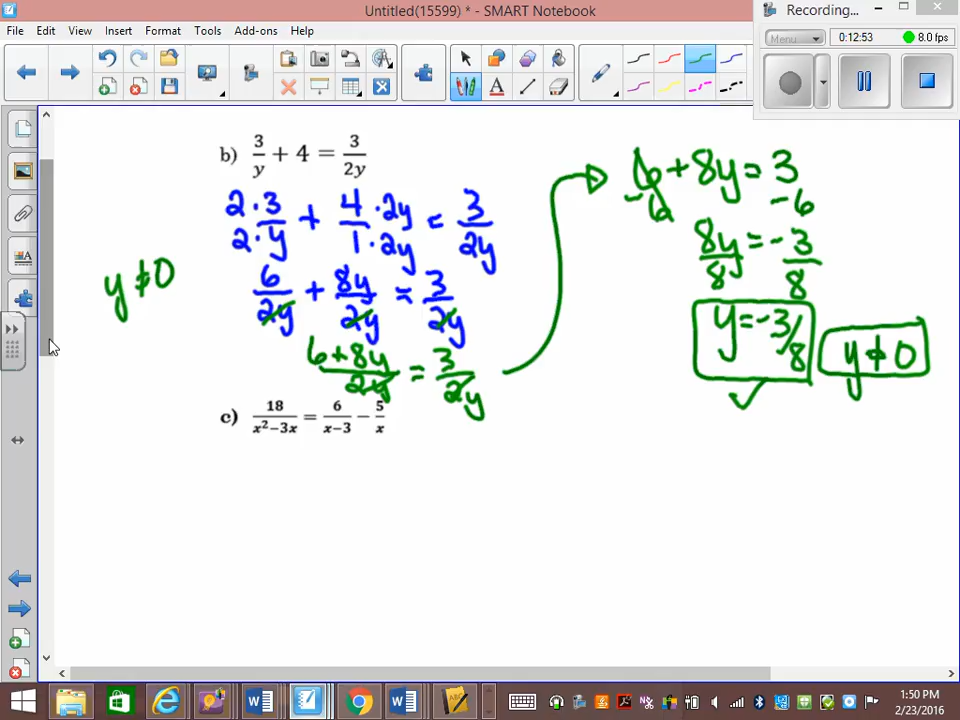 Untitled(15599) * - SMART Notebook
Recording...
File Edit View Insert Format Tools Add-ons Help
Menu
0:12:53
8.0 fps
b) 3/y + 4 = 3/2y
2·3/2·y + 4·2y/1·2y = 3/2y
6/2y + 8y/2y = 3/2y
6+8y/2y = 3/2y
y ≠ 0
6 + 8y = 3
-6 -6
8y/8 = -3/8
y = -3/8
y ≠ 0
c) 18/x²−3x = 6/x−3 − 5/x
1:50 PM
2/23/2016